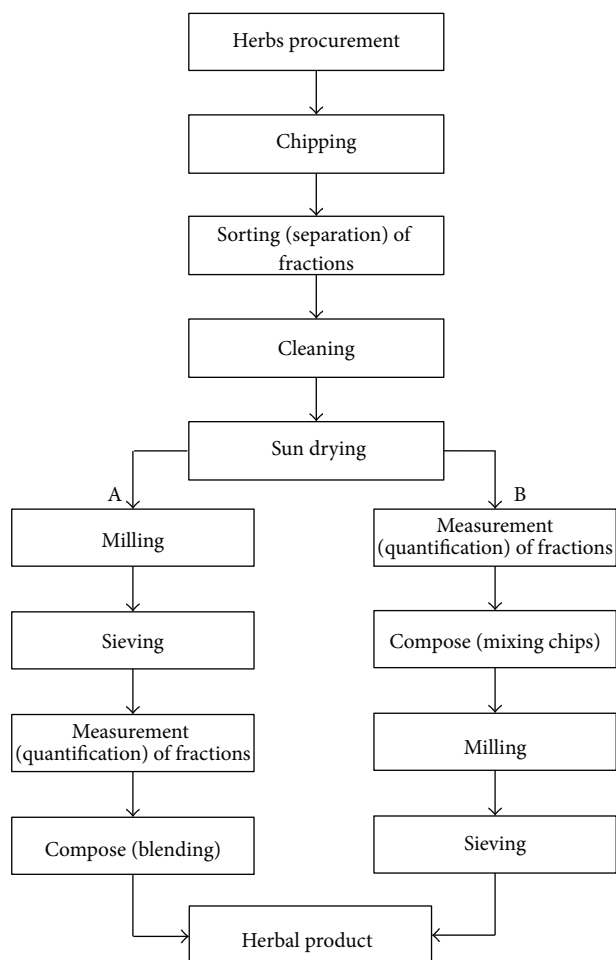 Herbs procurement
Chipping
Sorting (separation) of
fractions
Cleaning
Sun drying
A
Milling
Sieving
Measurement
(quantification) of fractions
Compose (blending)
B
Measurement
(quantification) of fractions
Compose (mixing chips)
Milling
Sieving
Herbal product